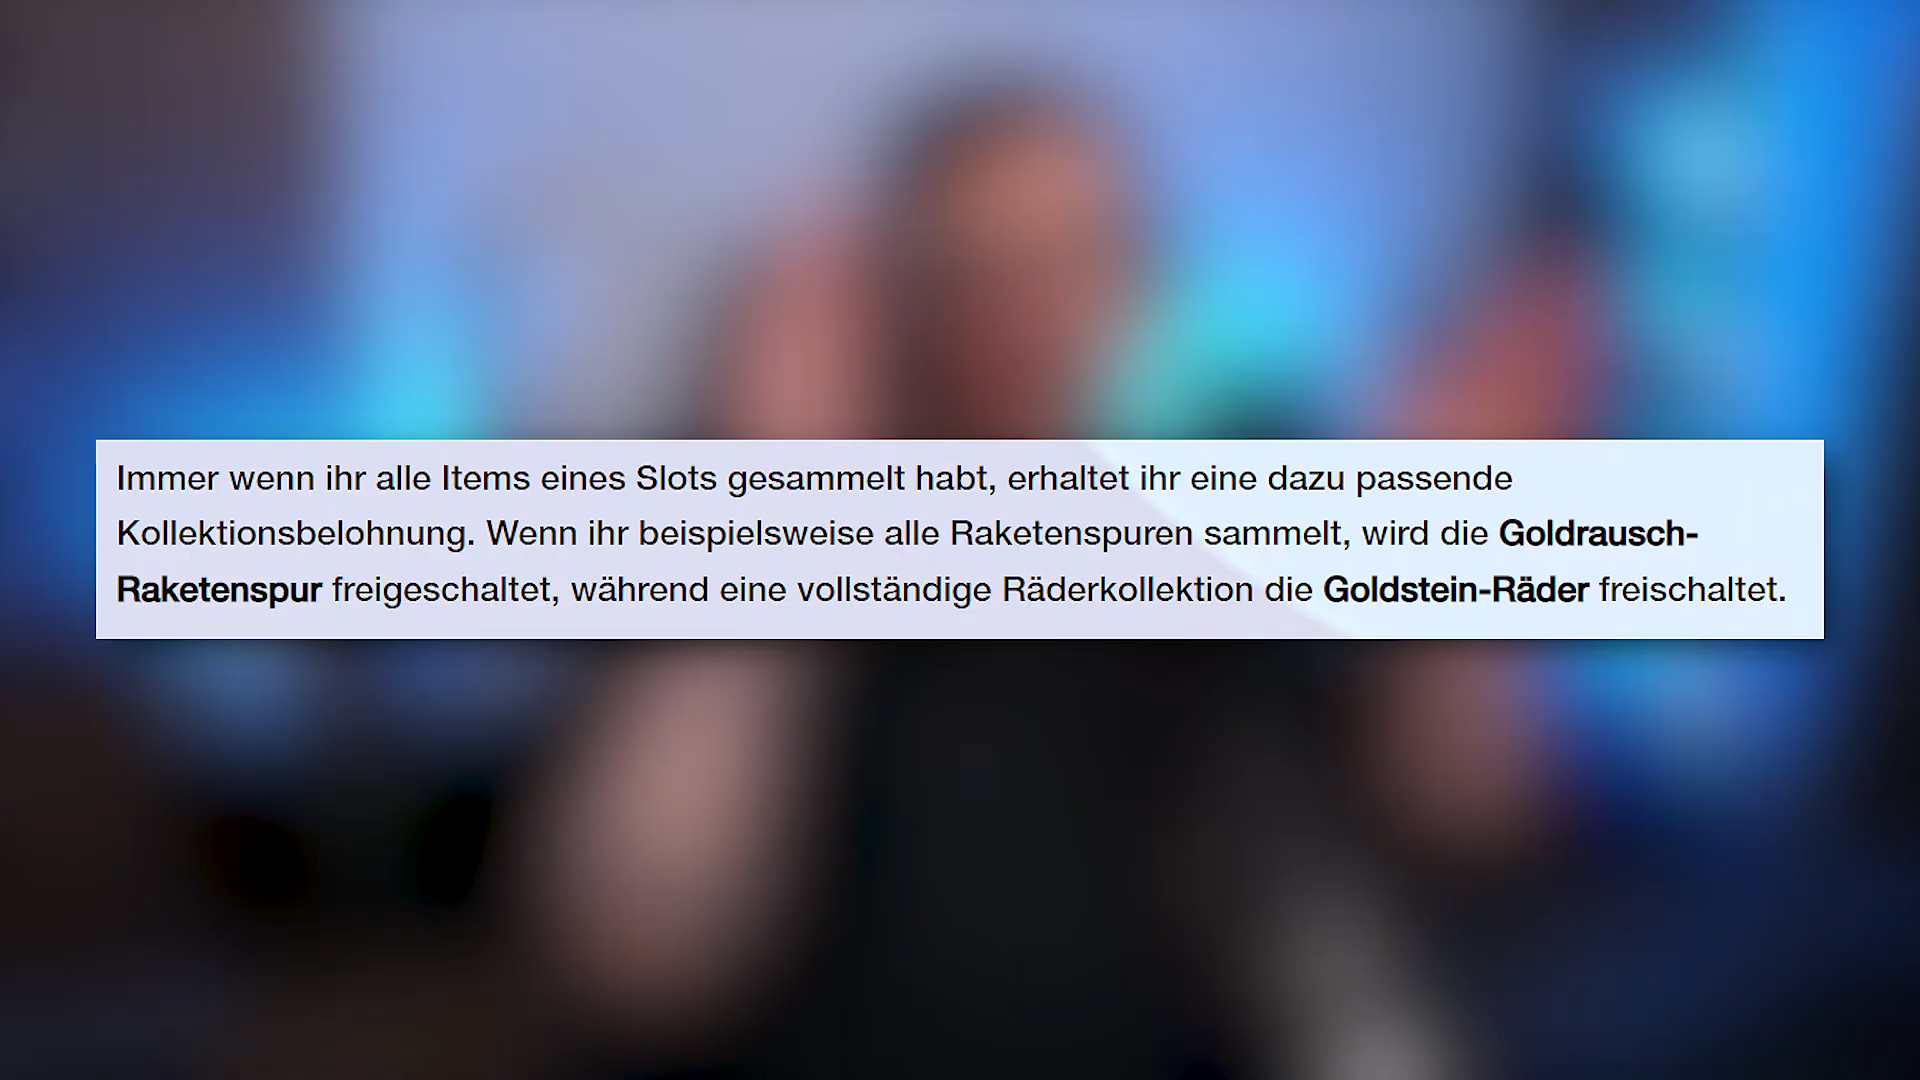 Immer wenn ihr alle Items eines Slots gesammelt habt, erhaltet ihr eine dazu passende
Kollektionsbelohnung. Wenn ihr beispielsweise alle Raketenspuren sammelt, wird die Goldrausch-
Raketenspur freigeschaltet, während eine vollständige Räderkollektion die Goldstein-Räder freischaltet.